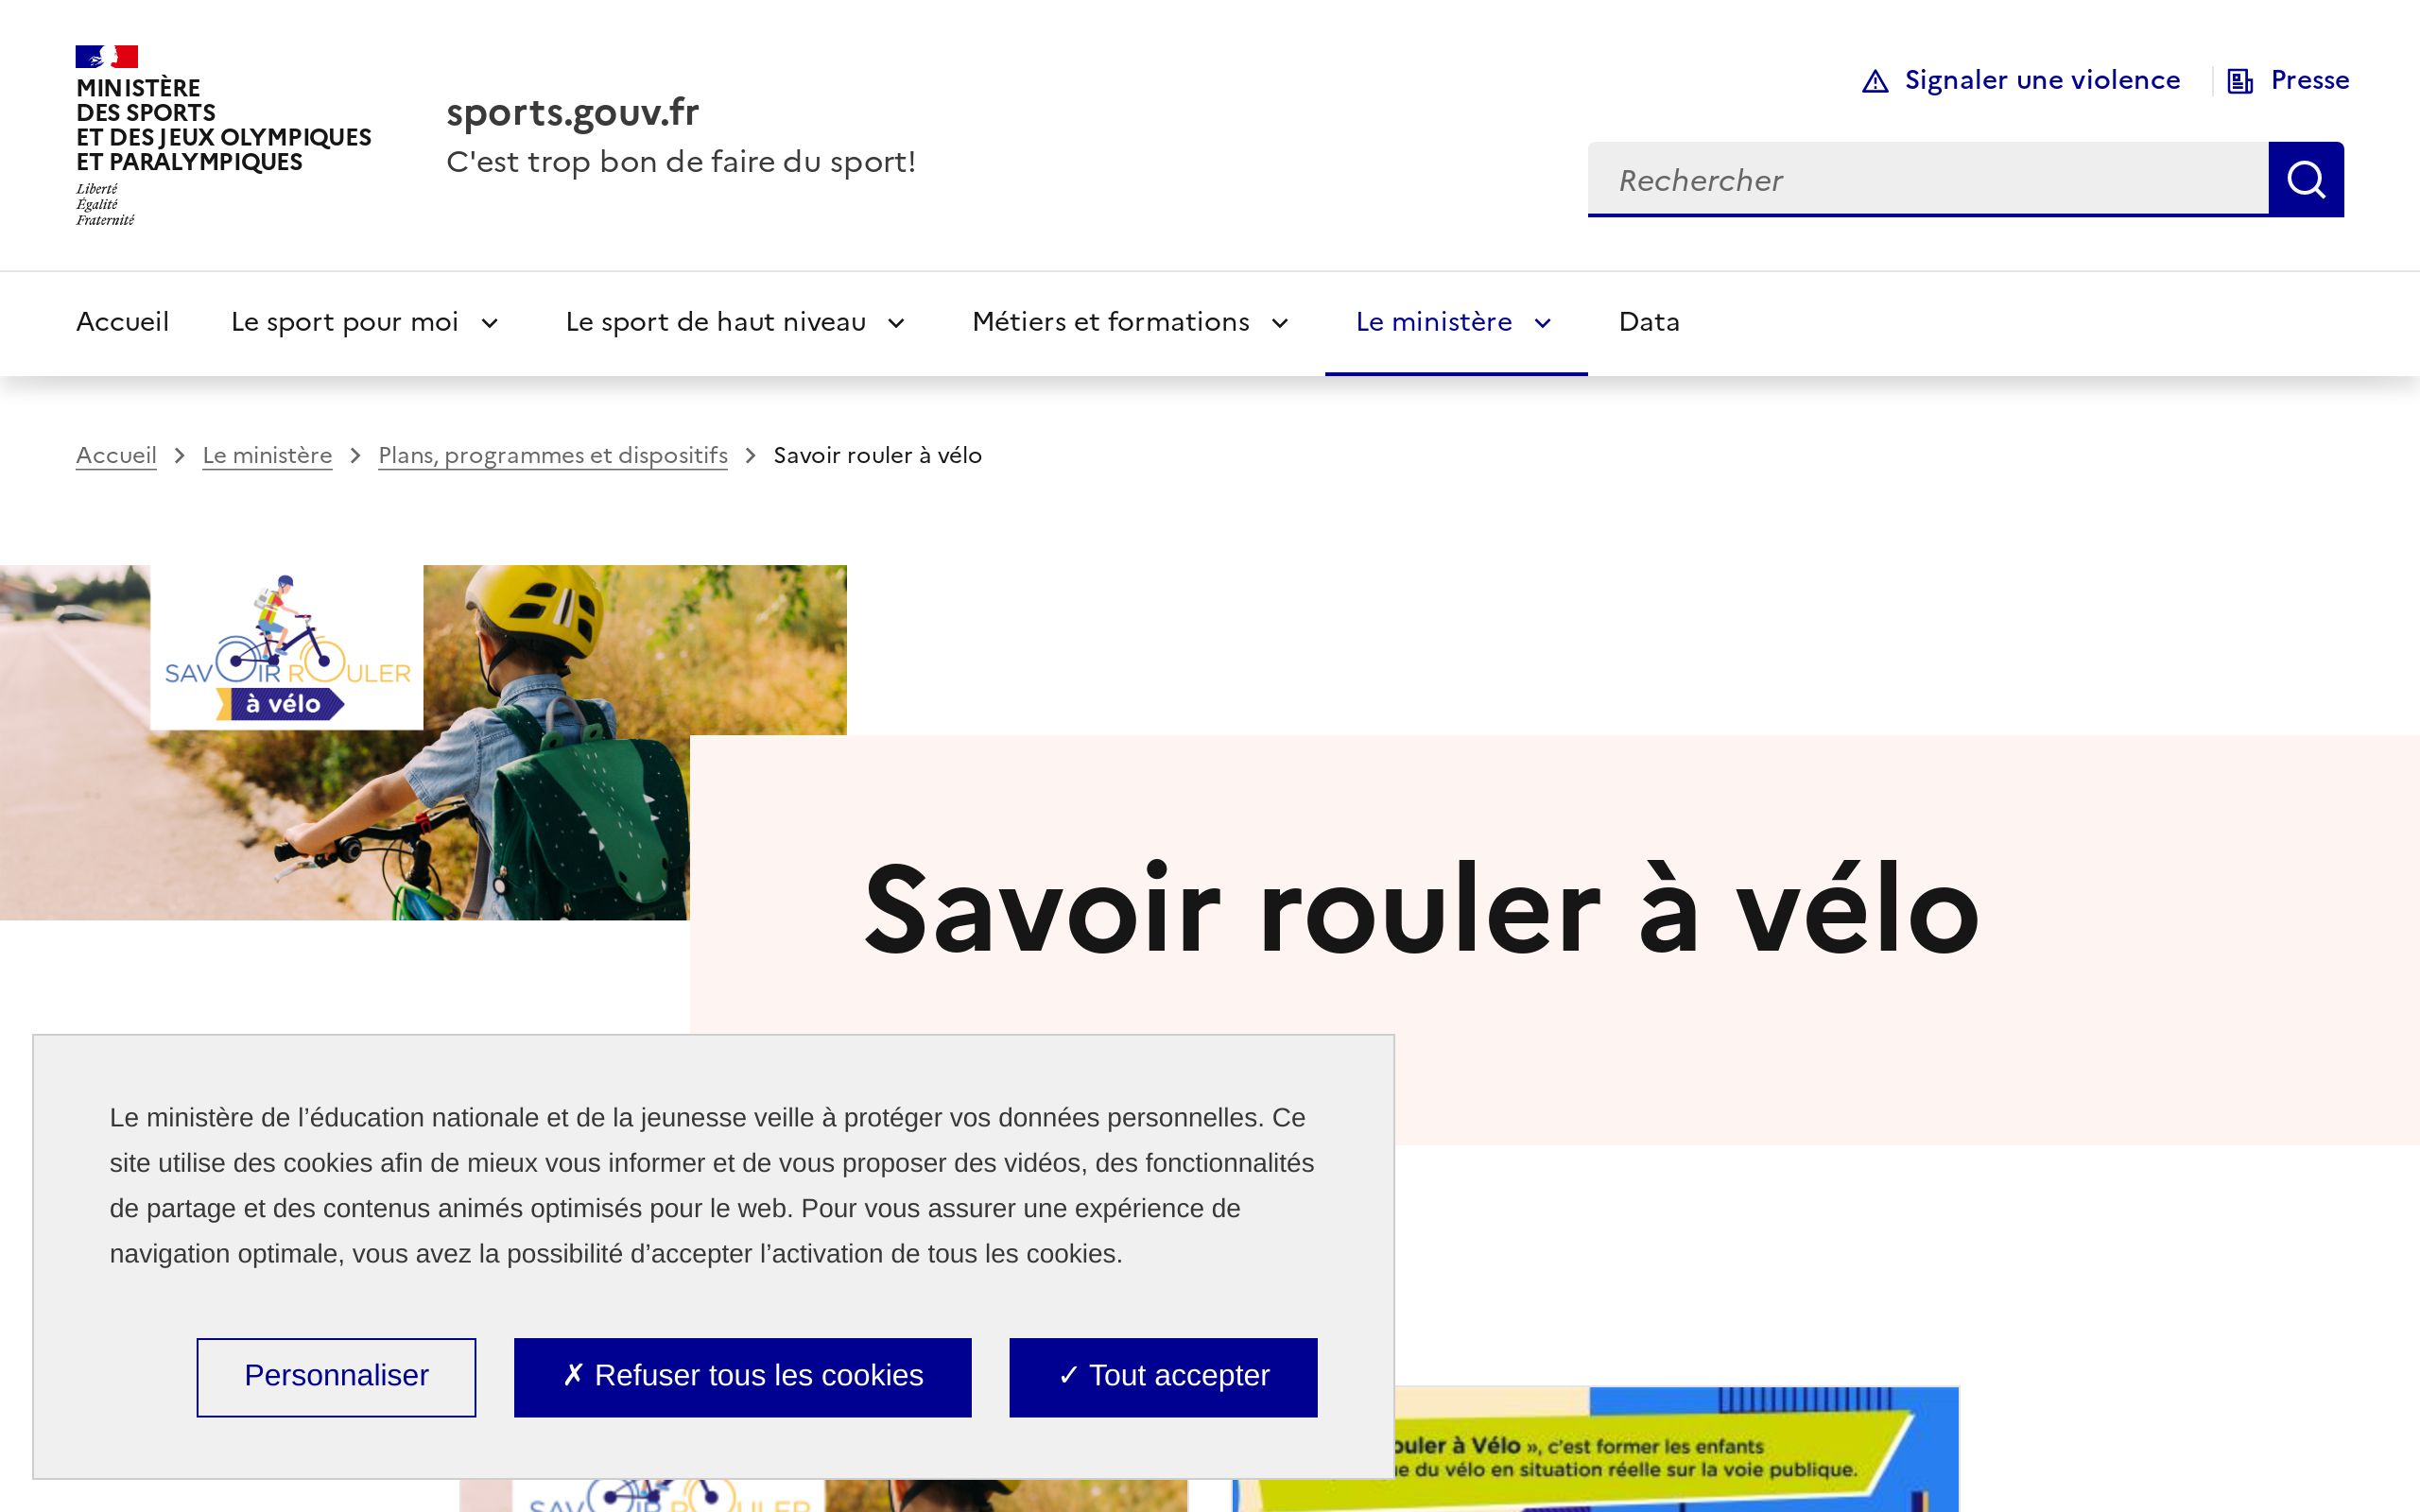 MINISTÈRE
DES SPORTS
ET DES JEUX OLYMPIQUES
ET PARALYMPIQUES
Liberté
Égalité
Fraternité
sports.gouv.fr
C'est trop bon de faire du sport!
Signaler une violence
Presse
Rechercher
Accueil Le sport pour moi Le sport de haut niveau Métiers et formations Le ministère Data
Accueil > Le ministère > Plans, programmes et dispositifs > Savoir rouler à vélo
SAVOIR ROULER
à vélo
Savoir rouler à vélo
Le ministère de l’éducation nationale et de la jeunesse veille à protéger vos données personnelles. Ce
site utilise des cookies afin de mieux vous informer et de vous proposer des vidéos, des fonctionnalités
de partage et des contenus animés optimisés pour le web. Pour vous assurer une expérience de
navigation optimale, vous avez la possibilité d’accepter l’activation de tous les cookies.
Personnaliser
✗ Refuser tous les cookies
✓ Tout accepter
ouler à Vélo », c'est former les enfants
du vélo en situation réelle sur la voie publique.
SAVOIR ROULER